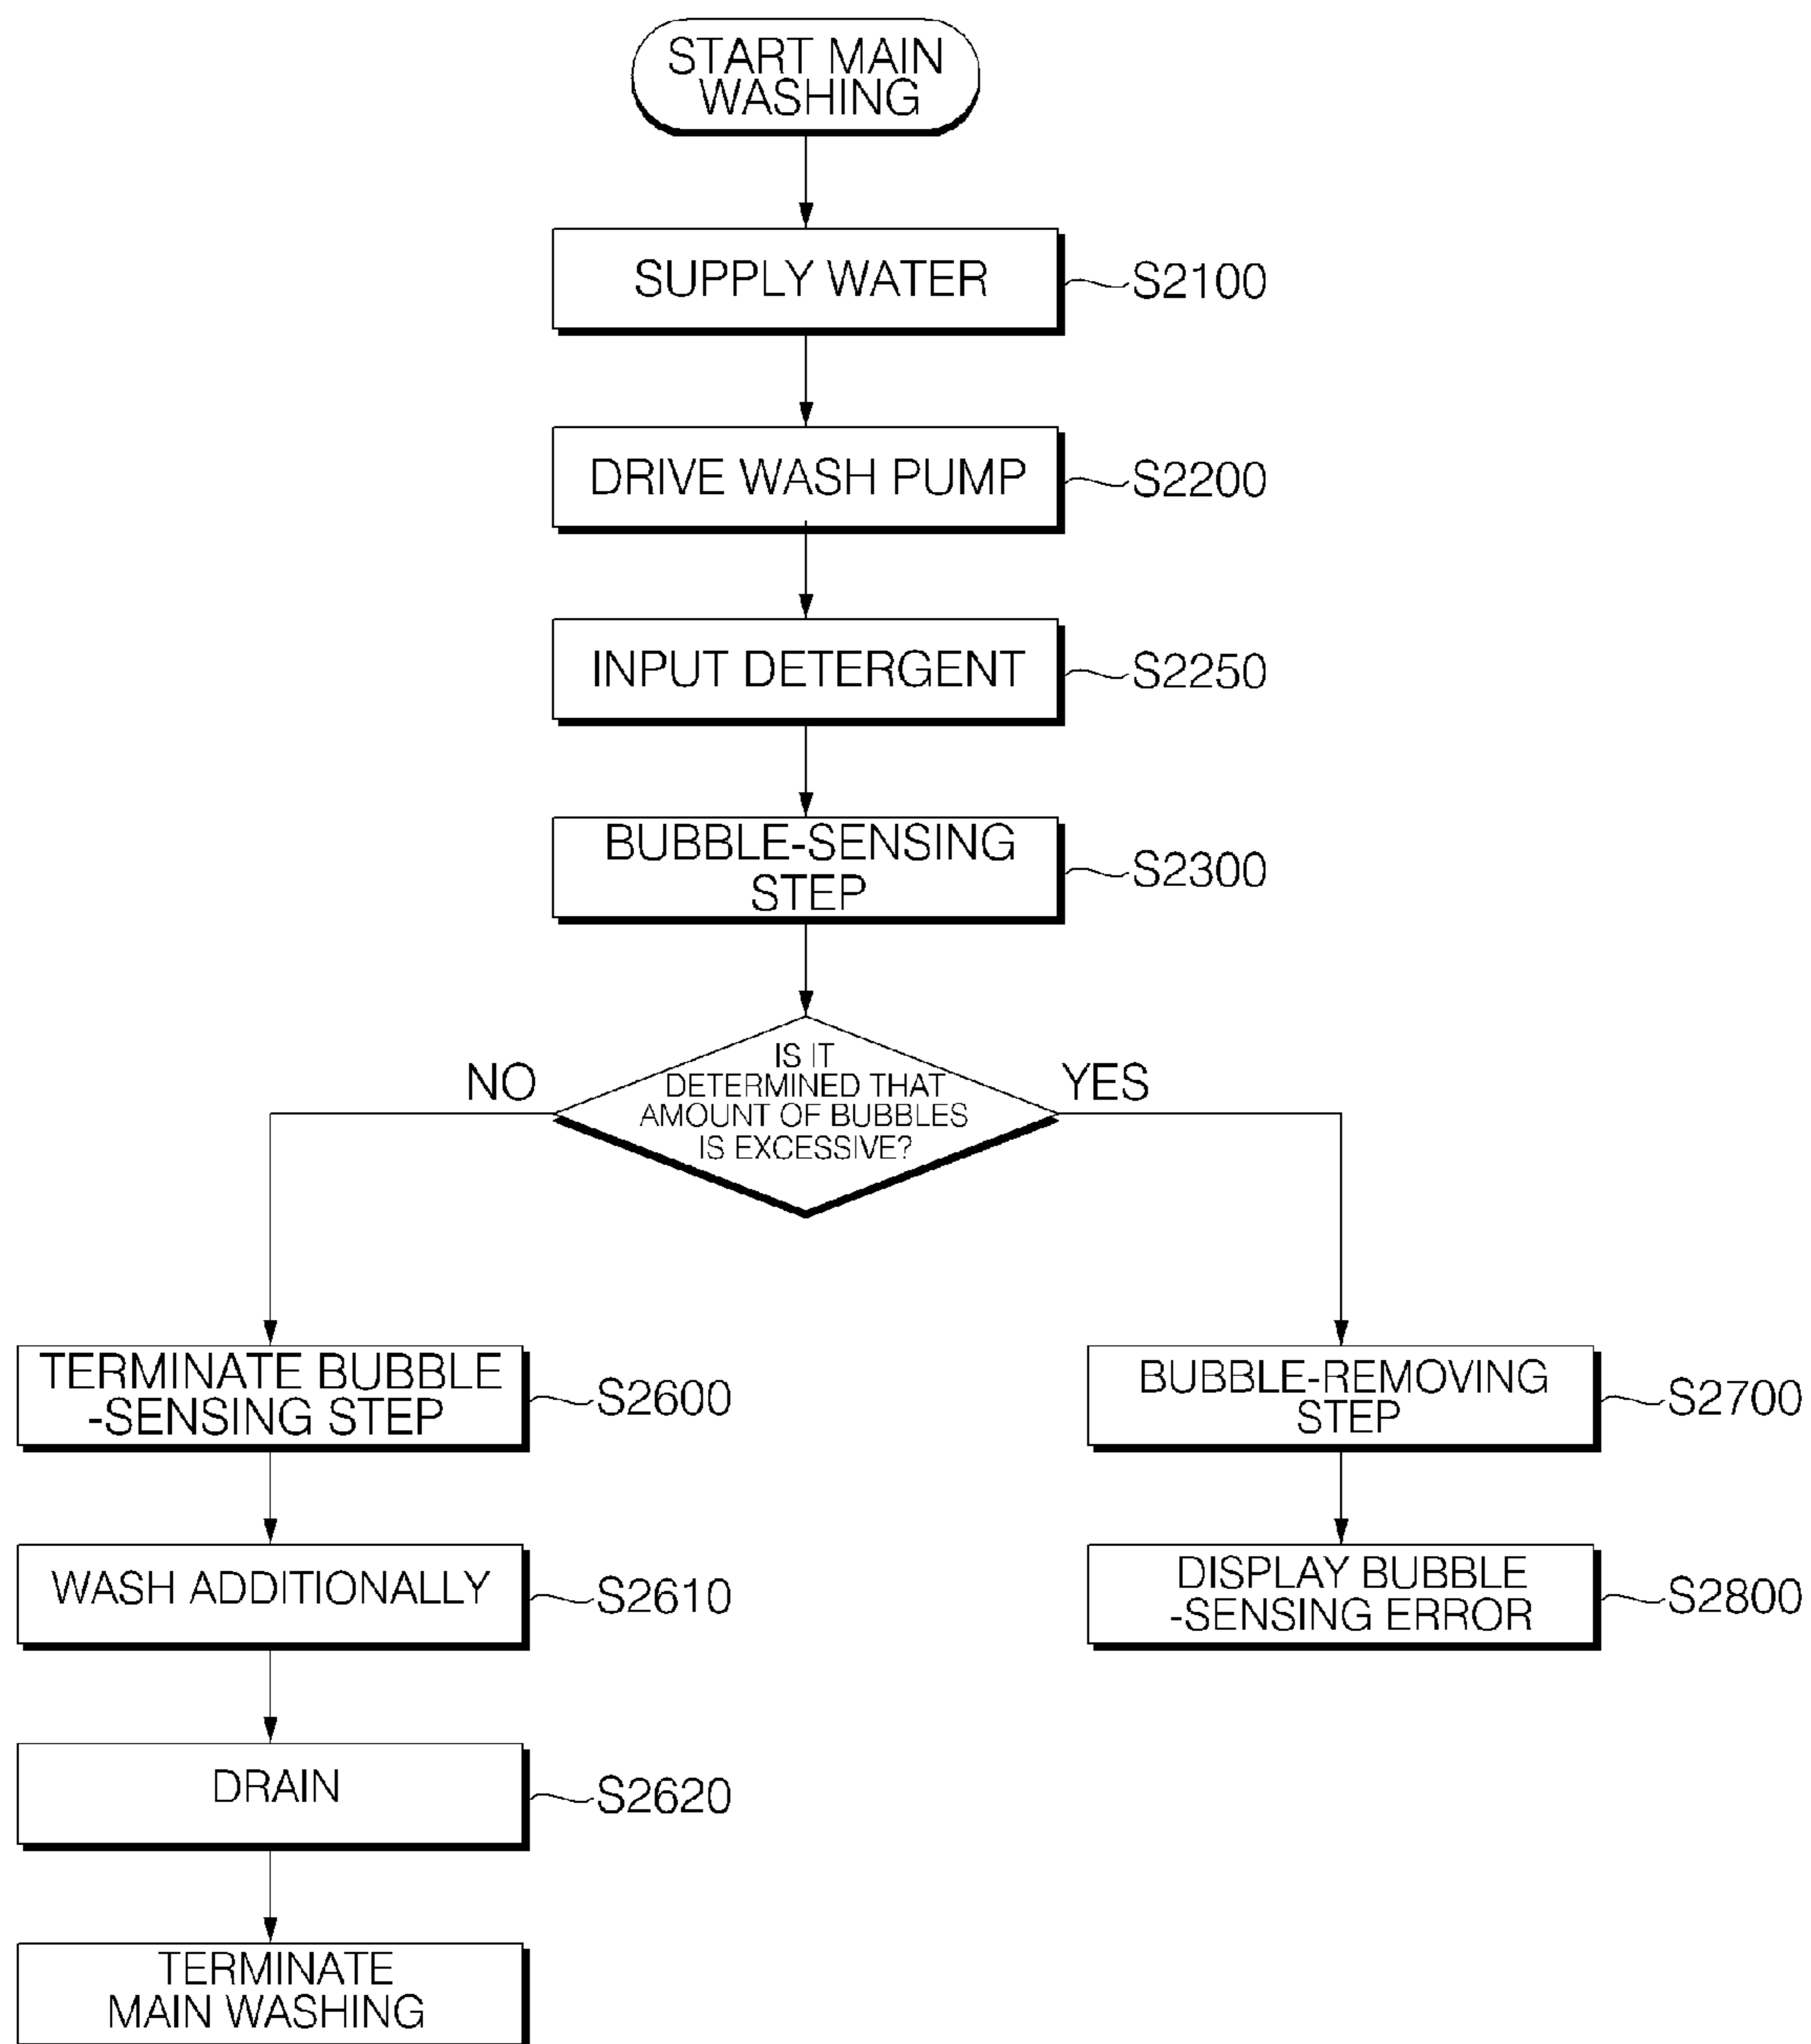 START MAIN
WASHING
SUPPLY WATER
S2100
DRIVE WASH PUMP
S2200
INPUT DETERGENT
S2250
BUBBLE-SENSING
STEP
S2300
IS IT
DETERMINED THAT
AMOUNT OF BUBBLES
IS EXCESSIVE?
NO
YES
TERMINATE BUBBLE
-SENSING STEP
S2600
WASH ADDITIONALLY
S2610
DRAIN
S2620
TERMINATE
MAIN WASHING
BUBBLE-REMOVING
STEP
S2700
DISPLAY BUBBLE
-SENSING ERROR
S2800